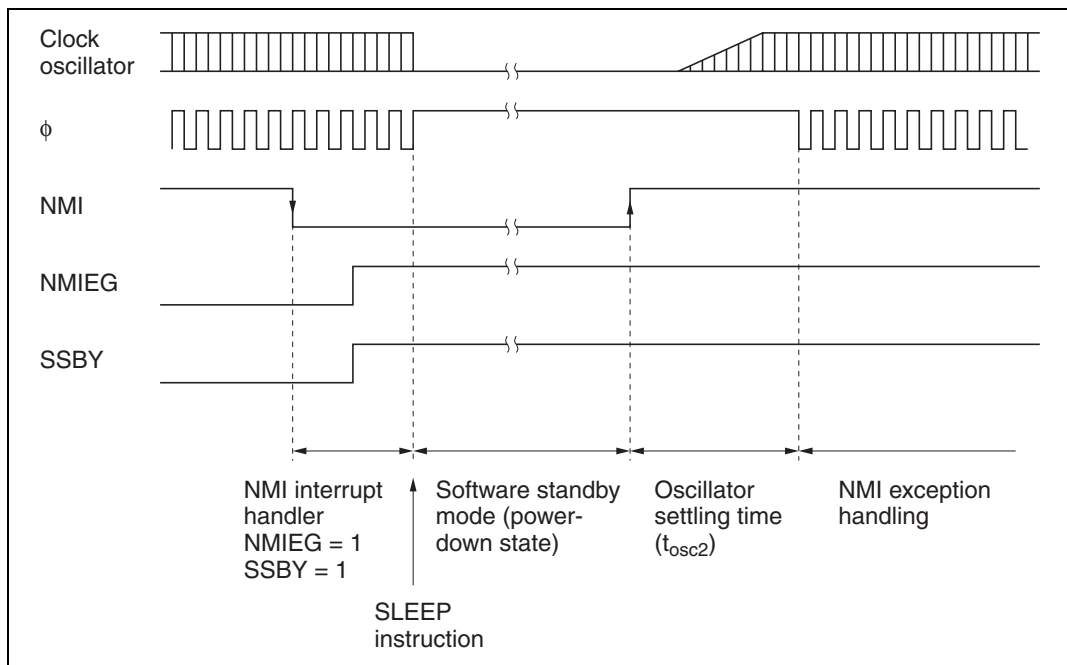 Clock
oscillator
φ
NMI
NMIEG
SSBY
NMI interrupt
handler
NMIEG = 1
SSBY = 1
Software standby
mode (power-
down state)
Oscillator
settling time
(tosc2)
NMI exception
handling
SLEEP
instruction